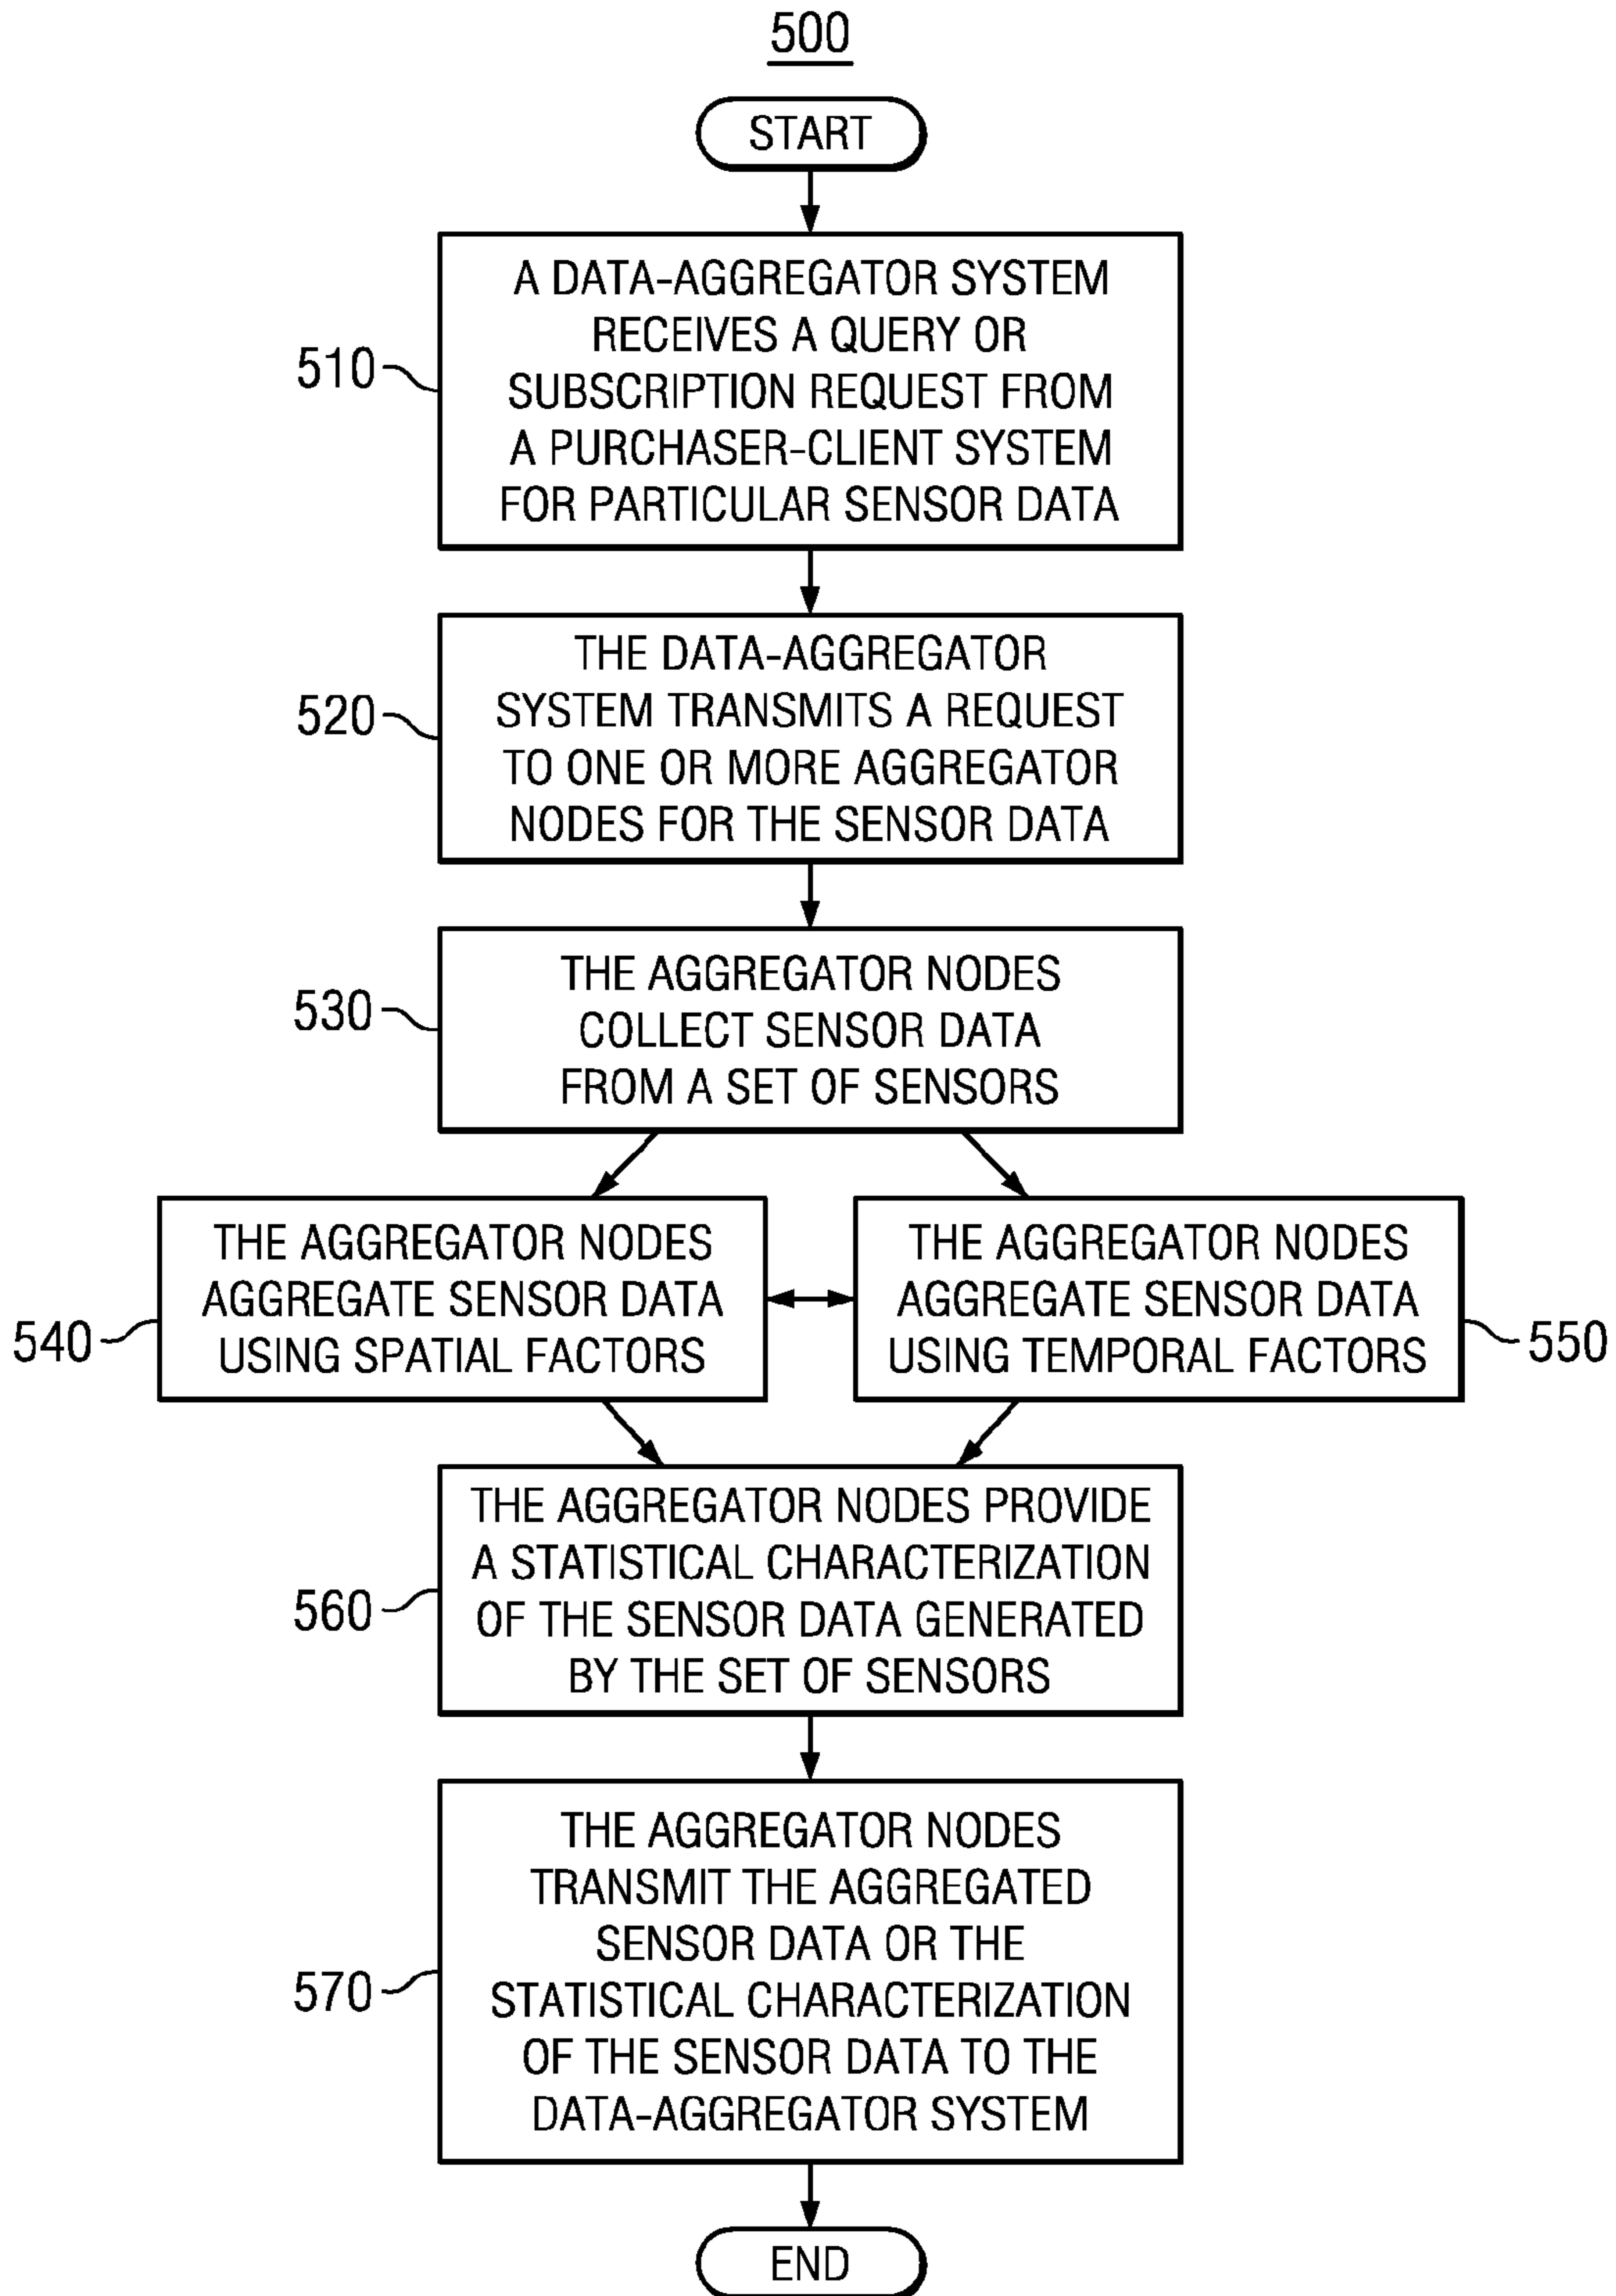 500
START
A DATA-AGGREGATOR SYSTEM
RECEIVES A QUERY OR
SUBSCRIPTION REQUEST FROM
A PURCHASER-CLIENT SYSTEM
FOR PARTICULAR SENSOR DATA
510
THE DATA-AGGREGATOR
SYSTEM TRANSMITS A REQUEST
TO ONE OR MORE AGGREGATOR
NODES FOR THE SENSOR DATA
520
THE AGGREGATOR NODES
COLLECT SENSOR DATA
FROM A SET OF SENSORS
530
THE AGGREGATOR NODES
AGGREGATE SENSOR DATA
USING SPATIAL FACTORS
540
THE AGGREGATOR NODES
AGGREGATE SENSOR DATA
USING TEMPORAL FACTORS
550
THE AGGREGATOR NODES PROVIDE
A STATISTICAL CHARACTERIZATION
OF THE SENSOR DATA GENERATED
BY THE SET OF SENSORS
560
THE AGGREGATOR NODES
TRANSMIT THE AGGREGATED
SENSOR DATA OR THE
STATISTICAL CHARACTERIZATION
OF THE SENSOR DATA TO THE
DATA-AGGREGATOR SYSTEM
570
END